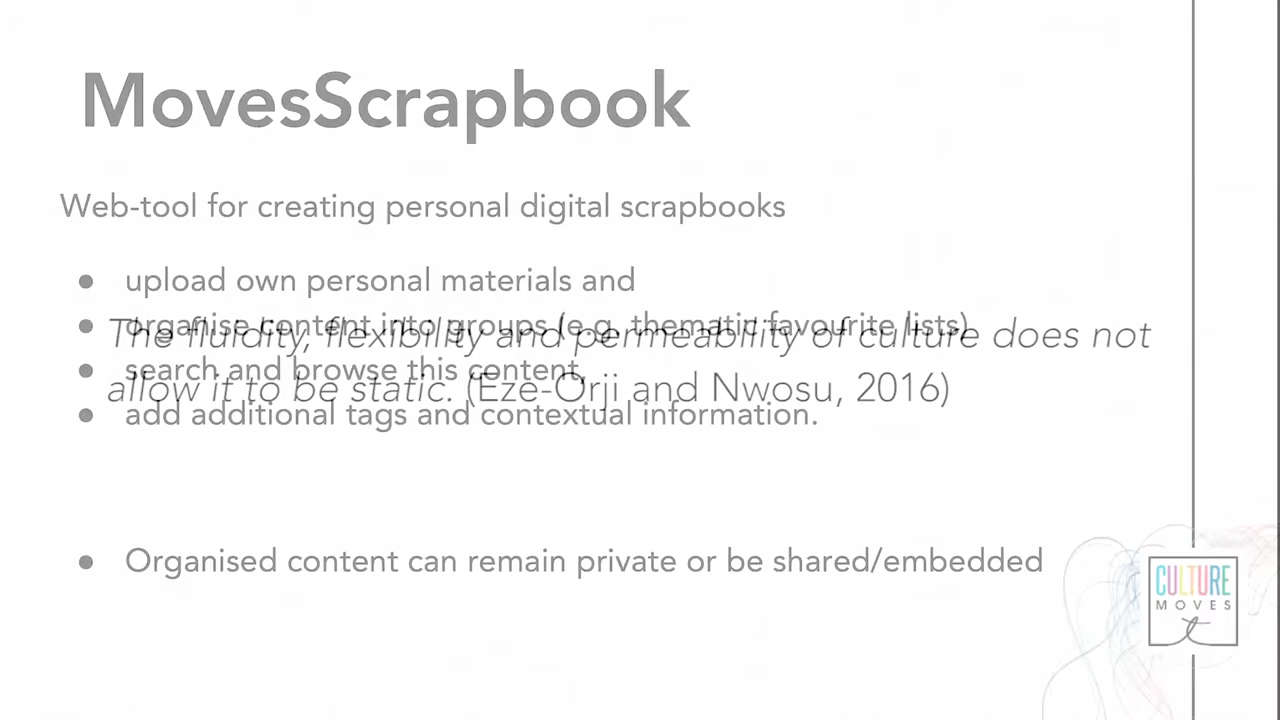 MovesScrapbook
Web-tool for creating personal digital scrapbooks
● upload own personal materials and
● organise content into groups (e.g. thematic favourite lists)
The fluidity, flexibility and permeability of culture does not
● search and browse this content,
allow it to be static. (Eze-Orji and Nwosu, 2016)
● add additional tags and contextual information.
● Organised content can remain private or be shared/embedded
CULTURE
MOVES
t